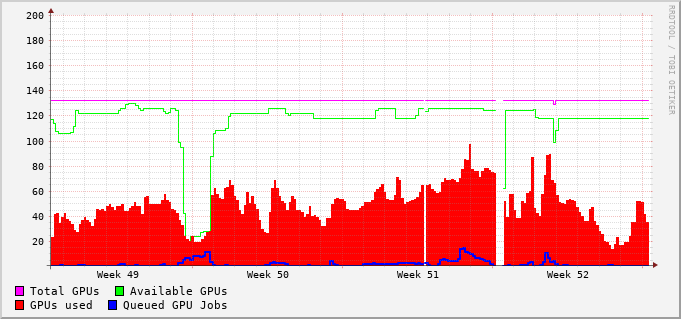 200
180
160
140
120
100
80
60
40
20
Week 49 Week 50 Week 51 Week 52
Total GPUs Available GPUs
GPUs used Queued GPU Jobs
RRDTOOL / TOBI OETIKER